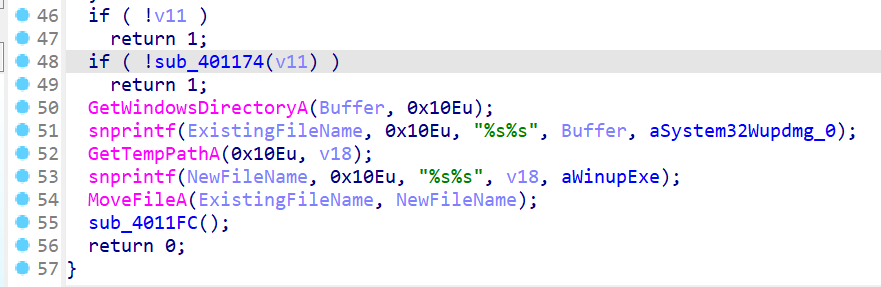 46 if ( !v11 )
47 return 1;
48 if ( !sub_401174(v11) )
49 return 1;
50 GetWindowsDirectoryA(Buffer, 0x10Eu);
51 snprintf(ExistingFileName, 0x10Eu, "%s%s", Buffer, aSystem32Wupdmg_0);
52 GetTempPathA(0x10Eu, v18);
53 snprintf(NewFileName, 0x10Eu, "%s%s", v18, aWinupExe);
54 MoveFileA(ExistingFileName, NewFileName);
55 sub_4011FC();
56 return 0;
57 }